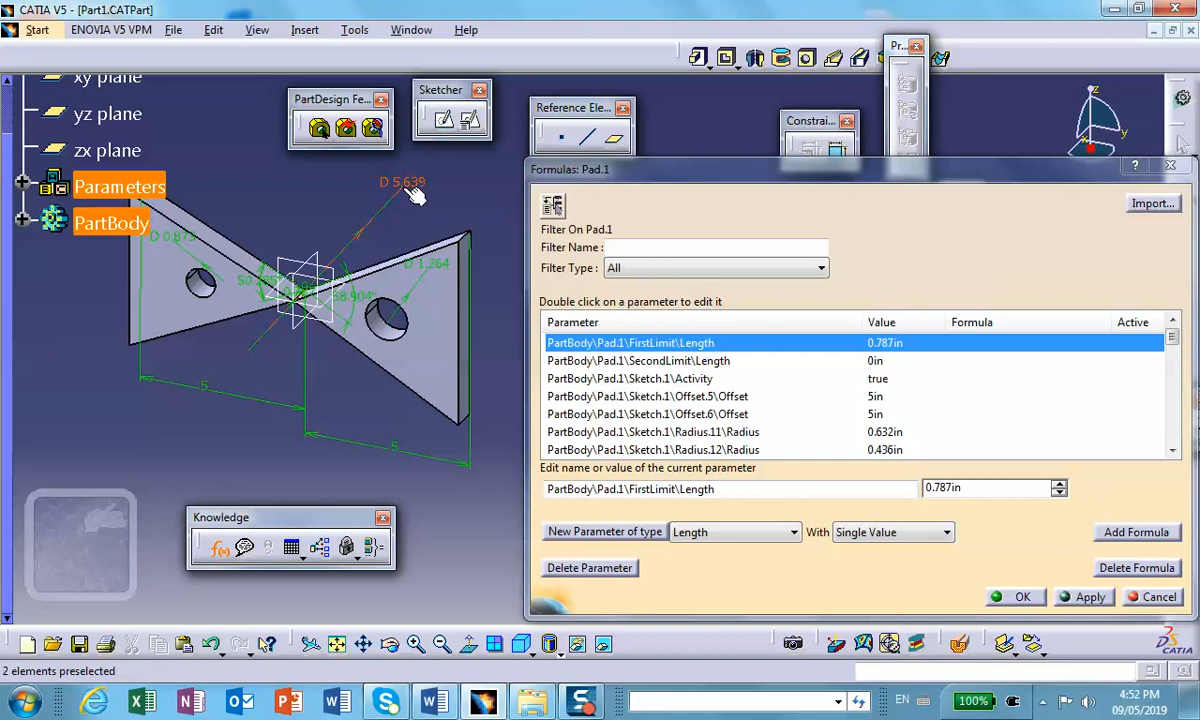 CATIA V5 - [Part1.CATPart]
Start ENOVIA V5 VPM File Edit View Insert Tools Window Help
Pr...
xy plane
yz plane
zx plane
Parameters
PartBody
PartDesign Fe...
Sketcher
Reference Ele...
Constrai...
z
y
x
D 5.639
D 0.873
D 1.264
58.904°
5
5
Formulas: Pad.1
?
Import...
Filter On Pad.1
Filter Name :
Filter Type : All
Double click on a parameter to edit it
Parameter Value Formula Active
PartBody\Pad.1\FirstLimit\Length 0.787in
PartBody\Pad.1\SecondLimit\Length 0in
PartBody\Pad.1\Sketch.1\Activity true
PartBody\Pad.1\Sketch.1\Offset.5\Offset 5in
PartBody\Pad.1\Sketch.1\Offset.6\Offset 5in
PartBody\Pad.1\Sketch.1\Radius.11\Radius 0.632in
PartBody\Pad.1\Sketch.1\Radius.12\Radius 0.436in
Edit name or value of the current parameter
PartBody\Pad.1\FirstLimit\Length 0.787in
New Parameter of type Length With Single Value Add Formula
Delete Parameter Delete Formula
OK Apply Cancel
Knowledge
f(x)
CATIA
2 elements preselected
EN 100% 4:52 PM
09/05/2019